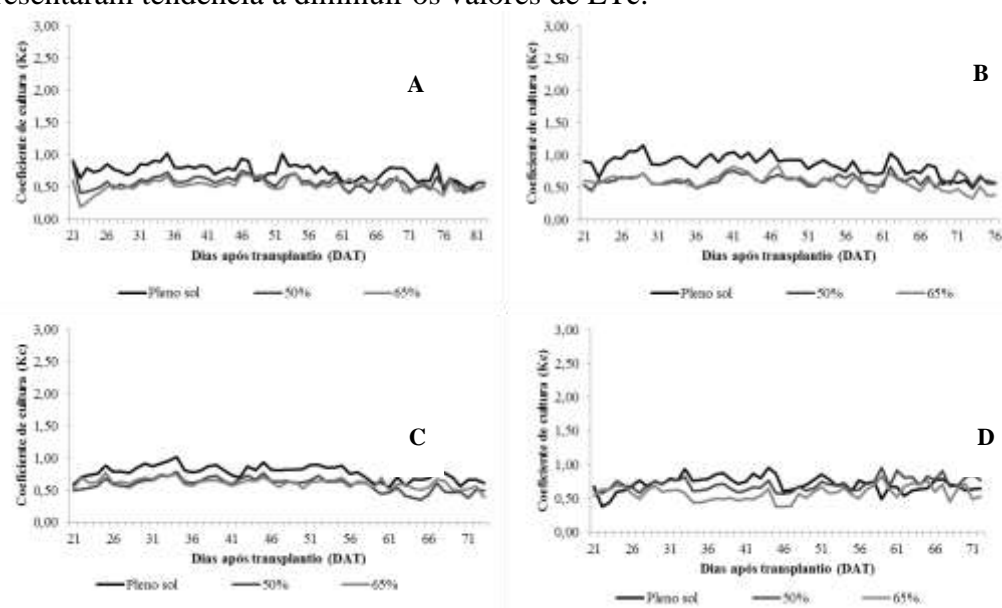 resentaram tendência a diminuir os valores de ETc.
A
Coeficiente de cultura (Kc)
3,00
2,50
2,00
1,50
1,00
0,50
0,00
21 26 31 36 41 46 51 56 61 66 71 76 81
Dias após transplantio (DAT)
Pleno sol 50% 65%
B
Coeficiente de cultura (Kc)
3,00
2,50
2,00
1,50
1,00
0,50
0,00
21 26 31 36 41 46 51 56 61 66 71 76
Dias após transplantio (DAT)
Pleno sol 50% 65%
C
Coeficiente de cultura (Kc)
3,00
2,50
2,00
1,50
1,00
0,50
0,00
21 26 31 36 41 46 51 56 61 66 71
Dias após transplantio (DAT)
Pleno sol 50% 65%
D
Coeficiente de cultura (Kc)
3,00
2,50
2,00
1,50
1,00
0,50
0,00
21 26 31 36 41 46 51 56 61 66 71
Dias após transplantio (DAT)
Pleno sol 50% 65%